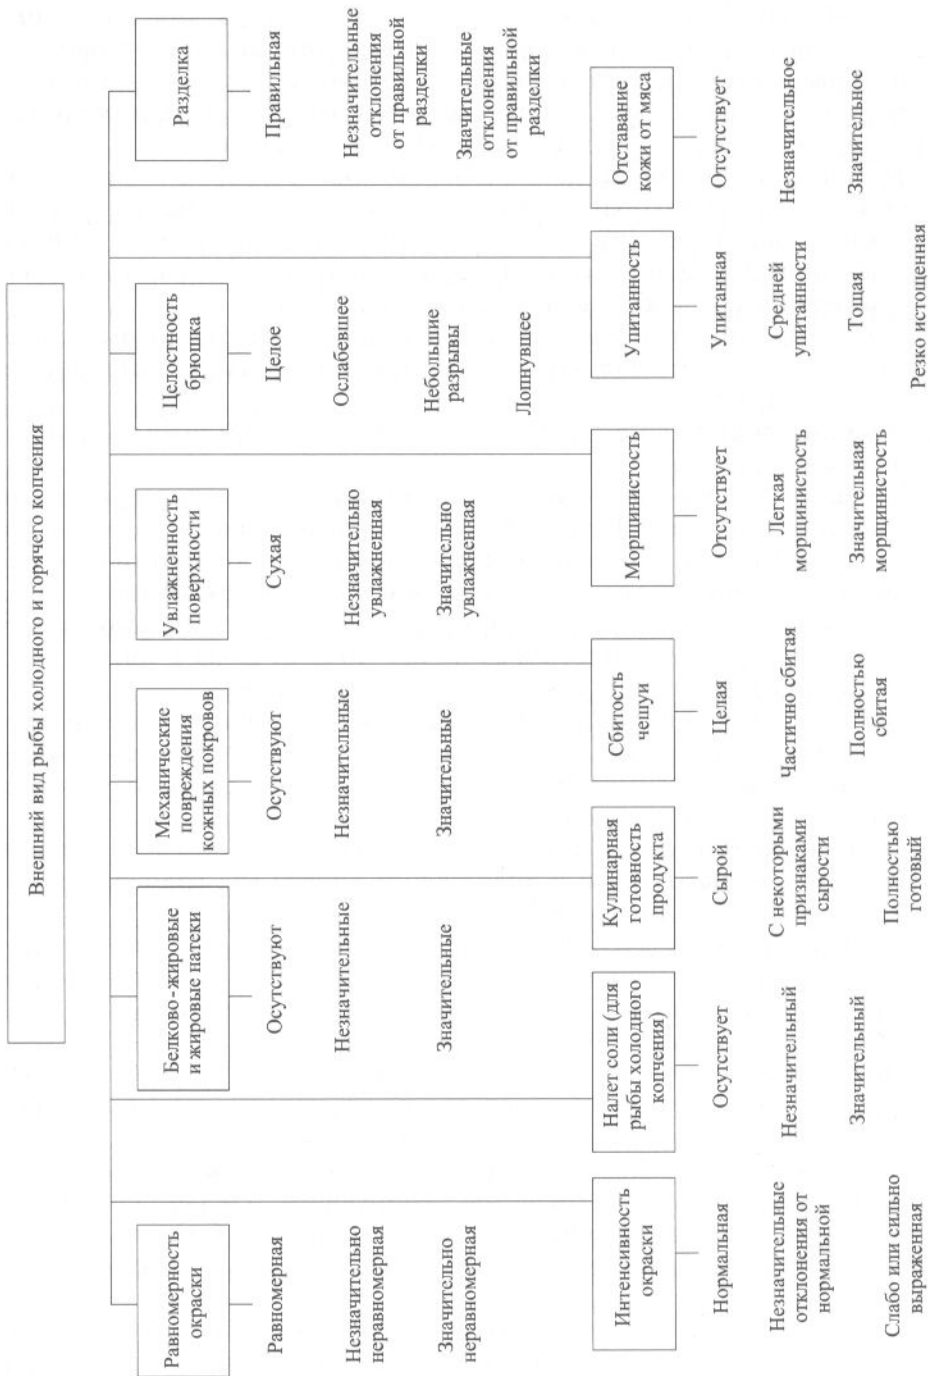 Внешний вид рыбы холодного и горячего копчения
Равномерность
окраски
Равномерная
Незначительно
неравномерная
Значительно
неравномерная
Белково-жировые
и жировые натеки
Осутствуют
Незначительные
Значительные
Механические
повреждения
кожных покровов
Осутствуют
Незначительные
Значительные
Увлажненность
поверхности
Сухая
Незначительно
увлажненная
Значительно
увлажненная
Целостность
брюшка
Целое
Ослабевшее
Небольшие
разрывы
Лопнувшее
Разделка
Правильная
Незначительные
отклонения
от правильной
разделки
Значительные
отклонения
от правильной
разделки
Интенсивность
окраски
Нормальная
Незначительные
отклонения от
нормальной
Слабо или сильно
выраженная
Налет соли (для
рыбы холодного
копчения)
Осутствует
Незначительный
Значительный
Кулинарная
готовность
продукта
Сырой
С некоторыми
признаками
сырости
Полностью
готовый
Сбитость
чешуи
Целая
Частично сбитая
Полностью
сбитая
Морщинистость
Отсутствует
Легкая
морщинистость
Значительная
морщинистость
Упитанность
Упитанная
Средней
упитанности
Тощая
Резко истощенная
Отставание
кожи от мяса
Отсутствует
Незначительное
Значительное